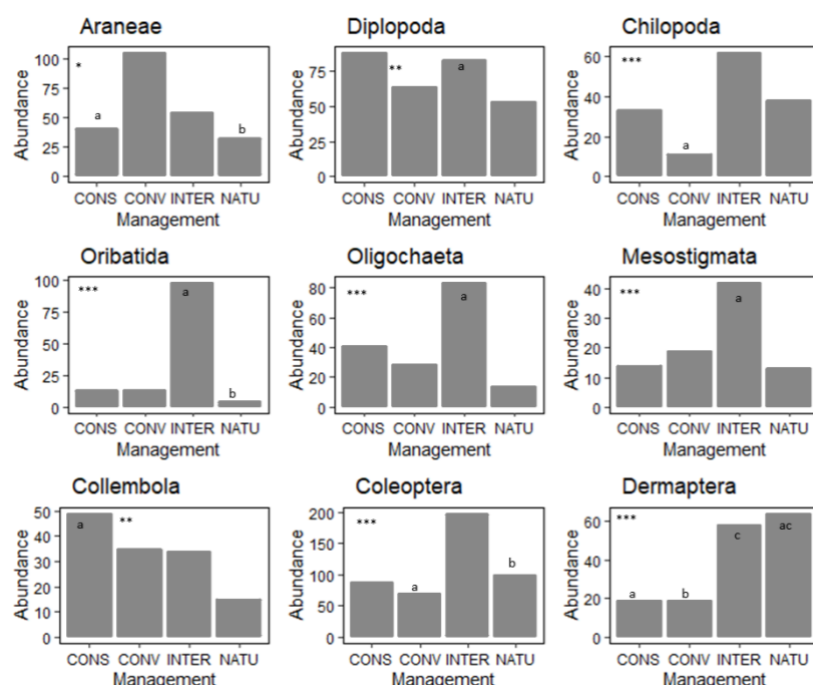 Araneae
Abundance
100
75
50
25
0
*
a
b
CONS CONV INTER NATU
Management
Diplopoda
Abundance
75
50
25
0
**
a
CONS CONV INTER NATU
Management
Chilopoda
Abundance
60
40
20
0
***
a
CONS CONV INTER NATU
Management
Oribatida
Abundance
100
75
50
25
0
***
a
b
CONS CONV INTER NATU
Management
Oligochaeta
Abundance
80
60
40
20
0
***
a
CONS CONV INTER NATU
Management
Mesostigmata
Abundance
40
30
20
10
0
***
a
CONS CONV INTER NATU
Management
Collembola
Abundance
50
40
30
20
10
0
a
**
CONS CONV INTER NATU
Management
Coleoptera
Abundance
200
150
100
50
0
***
a
b
CONS CONV INTER NATU
Management
Dermaptera
Abundance
60
40
20
0
***
a
b
c
ac
CONS CONV INTER NATU
Management